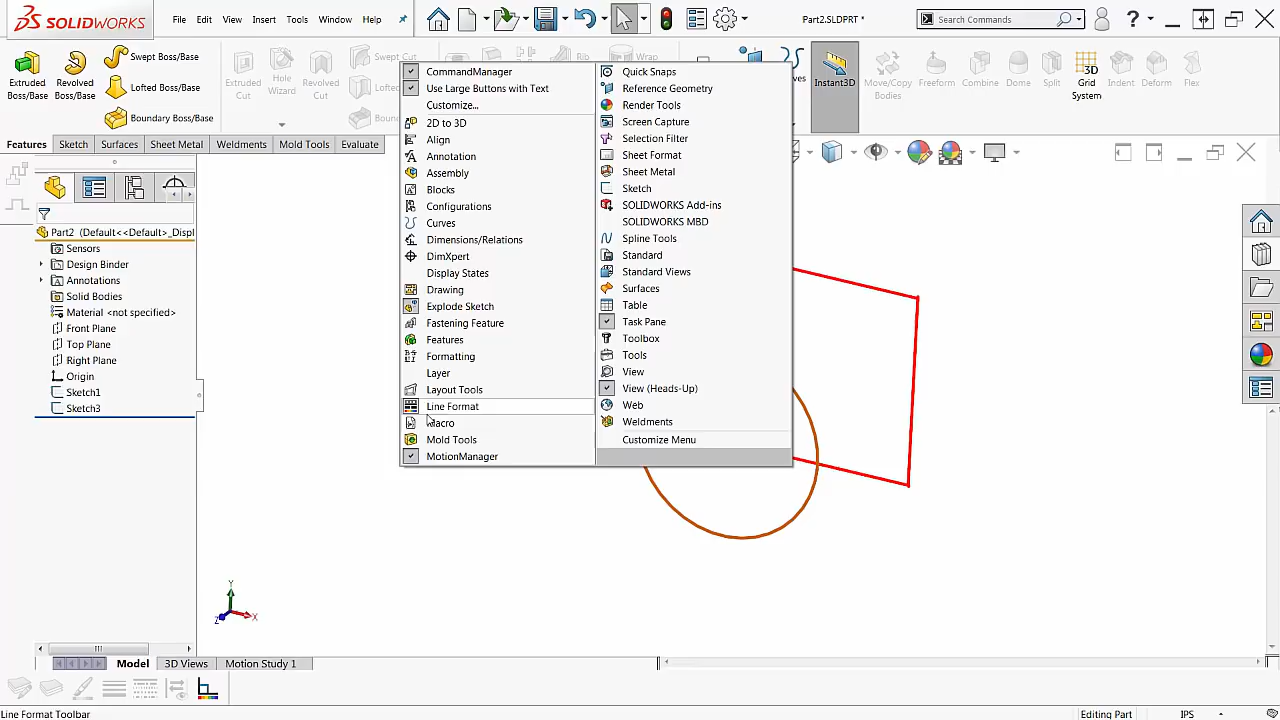 SOLIDWORKS File Edit View Insert Tools Window Help Part2.SLDPRT * Search Commands ?
Extruded Boss/Base
Revolved Boss/Base
Swept Boss/Base
Lofted Boss/Base
Boundary Boss/Base
Extruded Cut
Hole Wizard
Revolved Cut
Swept Cut
Rib
Wrap
Instant3D
Move/Copy Bodies
Freeform
Combine
Dome
3D Grid System
Split
Indent
Deform
Flex
Features Sketch Surfaces Sheet Metal Weldments Mold Tools Evaluate
CommandManager
Use Large Buttons with Text
Customize...
2D to 3D
Align
Annotation
Assembly
Blocks
Configurations
Curves
Dimensions/Relations
DimXpert
Display States
Drawing
Explode Sketch
Fastening Feature
Features
Formatting
Layer
Layout Tools
Line Format
Macro
Mold Tools
MotionManager
Quick Snaps
Reference Geometry
Render Tools
Screen Capture
Selection Filter
Sheet Format
Sheet Metal
Sketch
SOLIDWORKS Add-ins
SOLIDWORKS MBD
Spline Tools
Standard
Standard Views
Surfaces
Table
Task Pane
Toolbox
Tools
View
View (Heads-Up)
Web
Weldments
Customize Menu
Part2 (Default<<Default>_Displ
Sensors
Design Binder
Annotations
Solid Bodies
Material <not specified>
Front Plane
Top Plane
Right Plane
Origin
Sketch1
Sketch3
Y
X
Z
Model 3D Views Motion Study 1
Line Format Toolbar Editing Part IPS